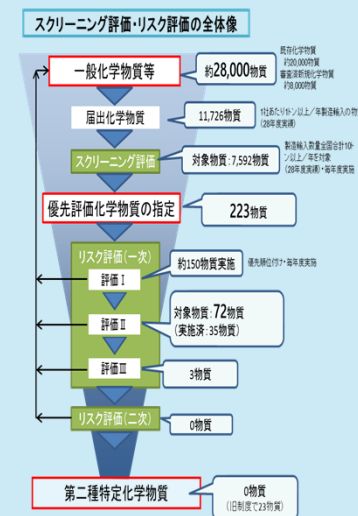 スクリーニング評価・リスク評価の全体像
一般化学物質等
約28,000物質
既存化学物質
約20,000物質
審査済新規化学物質
約8,000物質
届出化学物質
11,726物質
1社あたり1トン以上/年製造輸入の物
(28年度実績)
スクリーニング評価
対象物質:7,592物質
製造輸入数量全国合計10ト
ン以上/年を対象
(28年度実績)・毎年度実施
優先評価化学物質の指定
223物質
リスク評価(一次)
評価Ⅰ
約150物質実施
優先順位付け・毎年度実施
評価Ⅱ
対象物質:72物質
(実施済:35物質)
評価Ⅲ
3物質
リスク評価(二次)
0物質
第二種特定化学物質
0物質
(旧制度で23物質)